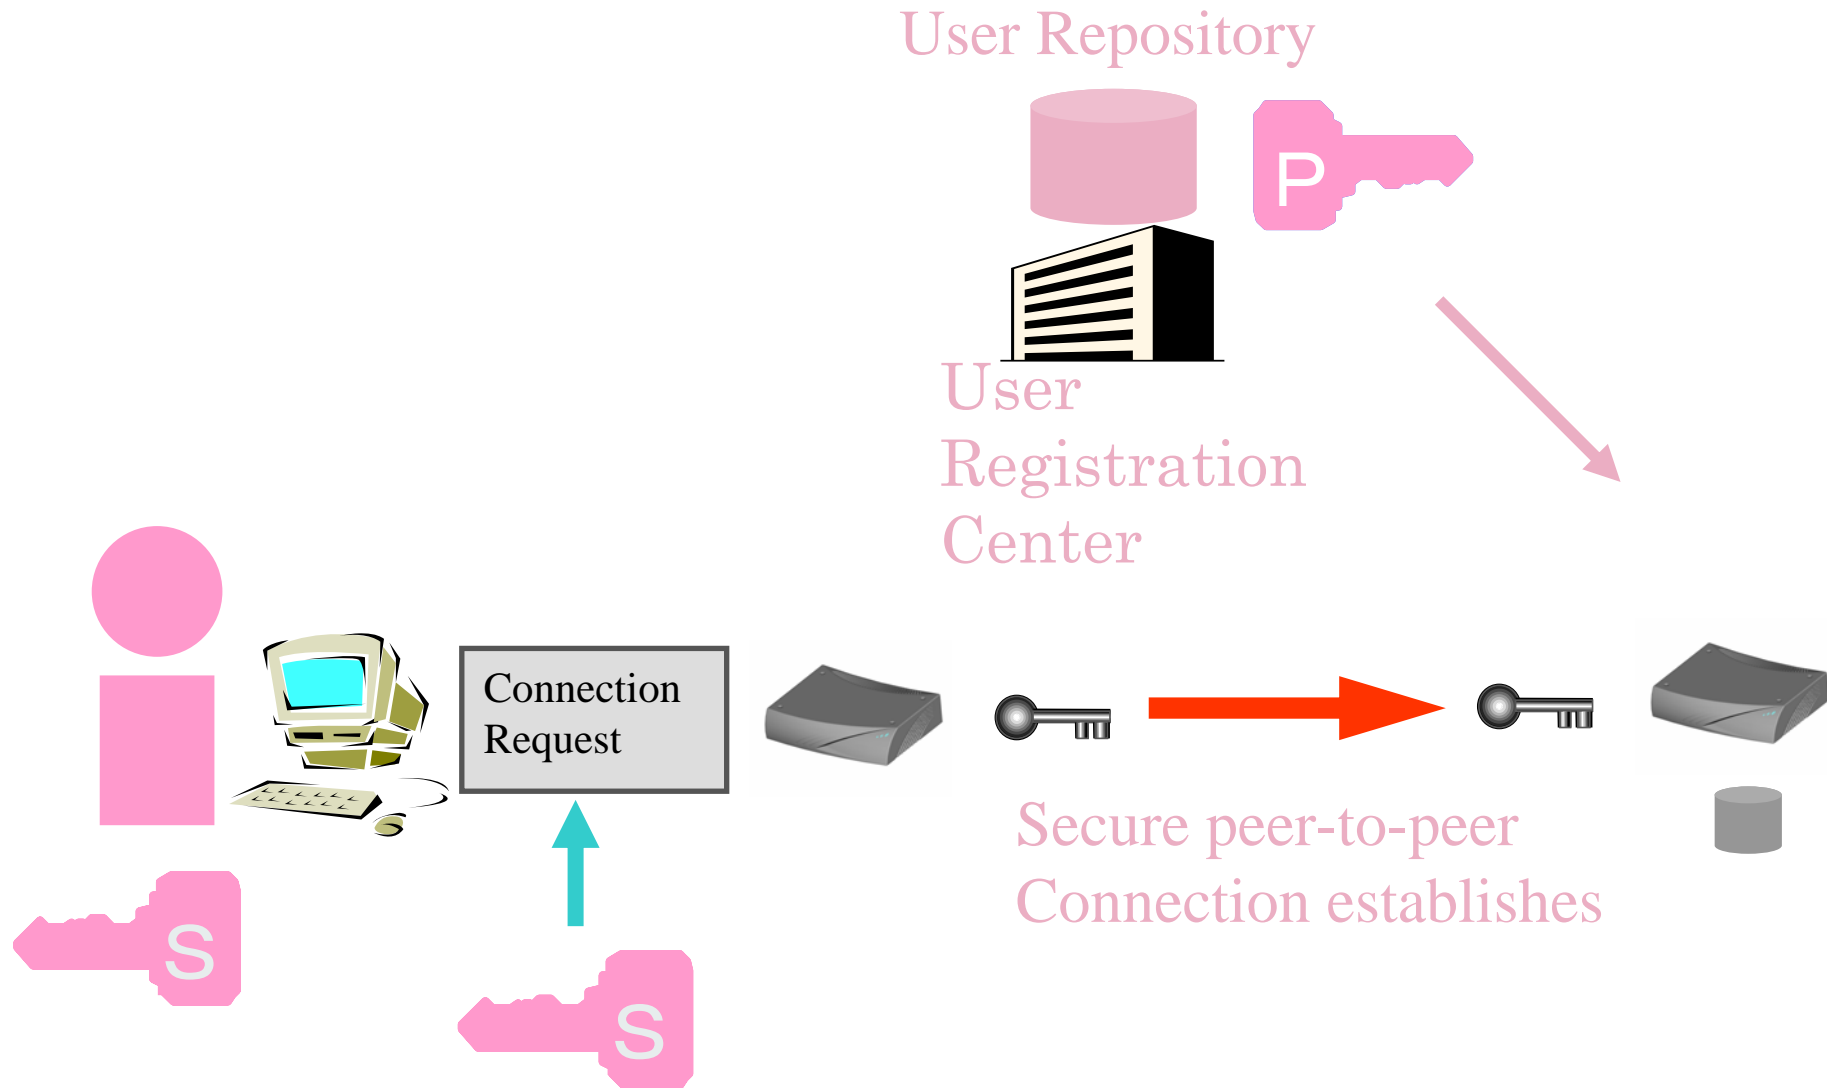 User Repository
P
User
Registration
Center
Connection
Request
Secure peer-to-peer
Connection establishes
S
S